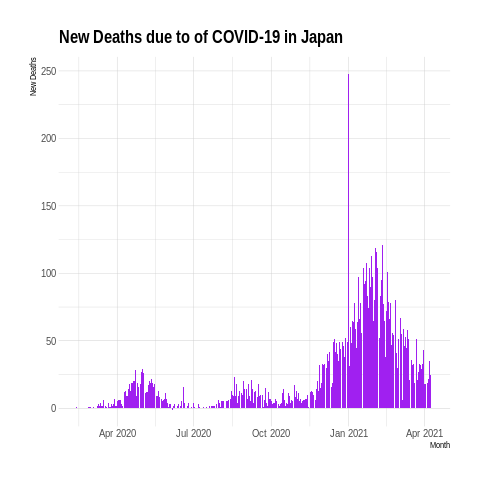 New Deaths due to of COVID-19 in Japan
New Deaths
250
200
150
100
50
0
Apr 2020 Jul 2020 Oct 2020 Jan 2021 Apr 2021
Month